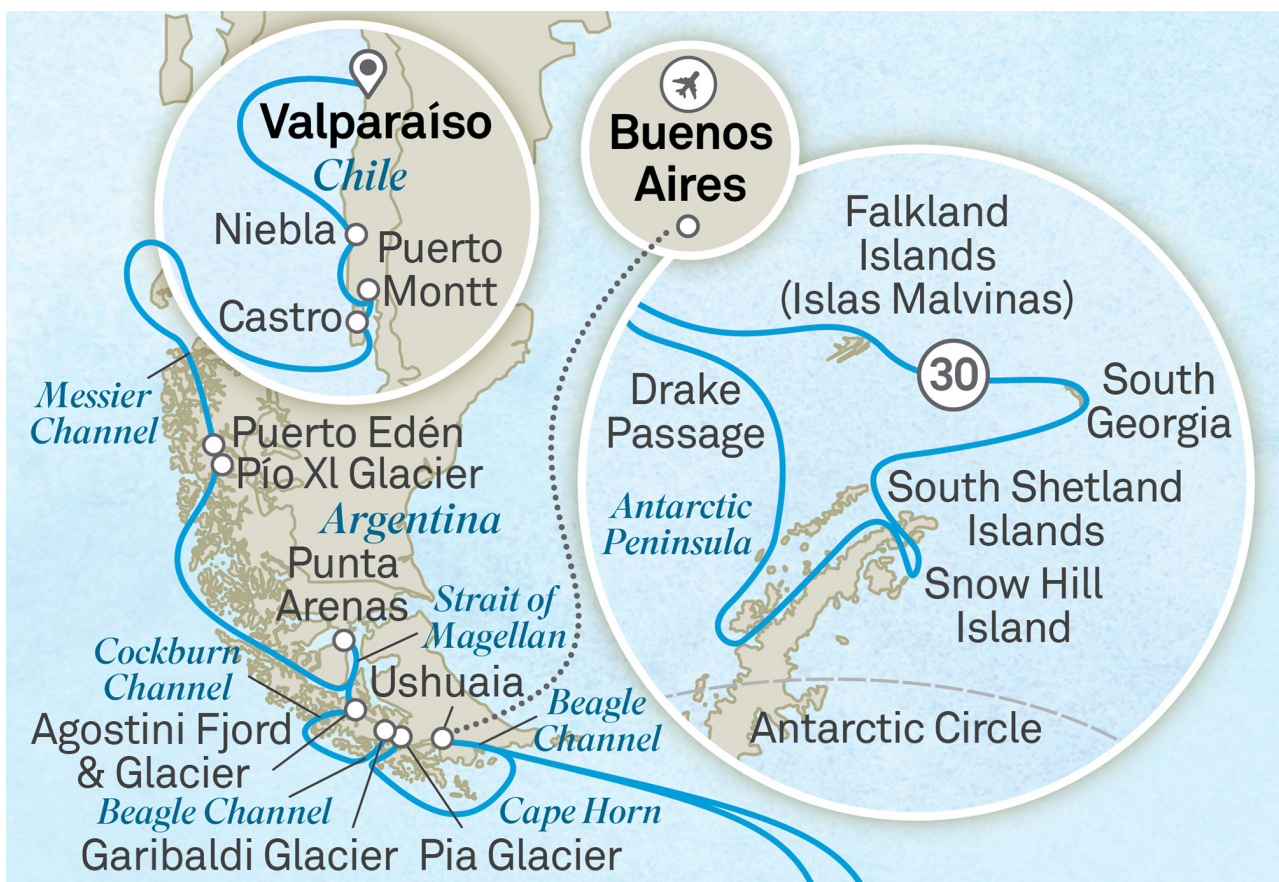 Valparaíso
Chile
Niebla
Puerto
Montt
Castro
Buenos
Aires
Falkland
Islands
(Islas Malvinas)
30
South
Georgia
Drake
Passage
Antarctic
Peninsula
South Shetland
Islands
Snow Hill
Island
Antarctic Circle
Messier
Channel
Puerto Edén
Pío Xl Glacier
Argentina
Punta
Arenas
Strait of
Magellan
Cockburn
Channel
Ushuaia
Beagle
Channel
Agostini Fjord
& Glacier
Beagle Channel
Cape Horn
Garibaldi Glacier
Pia Glacier